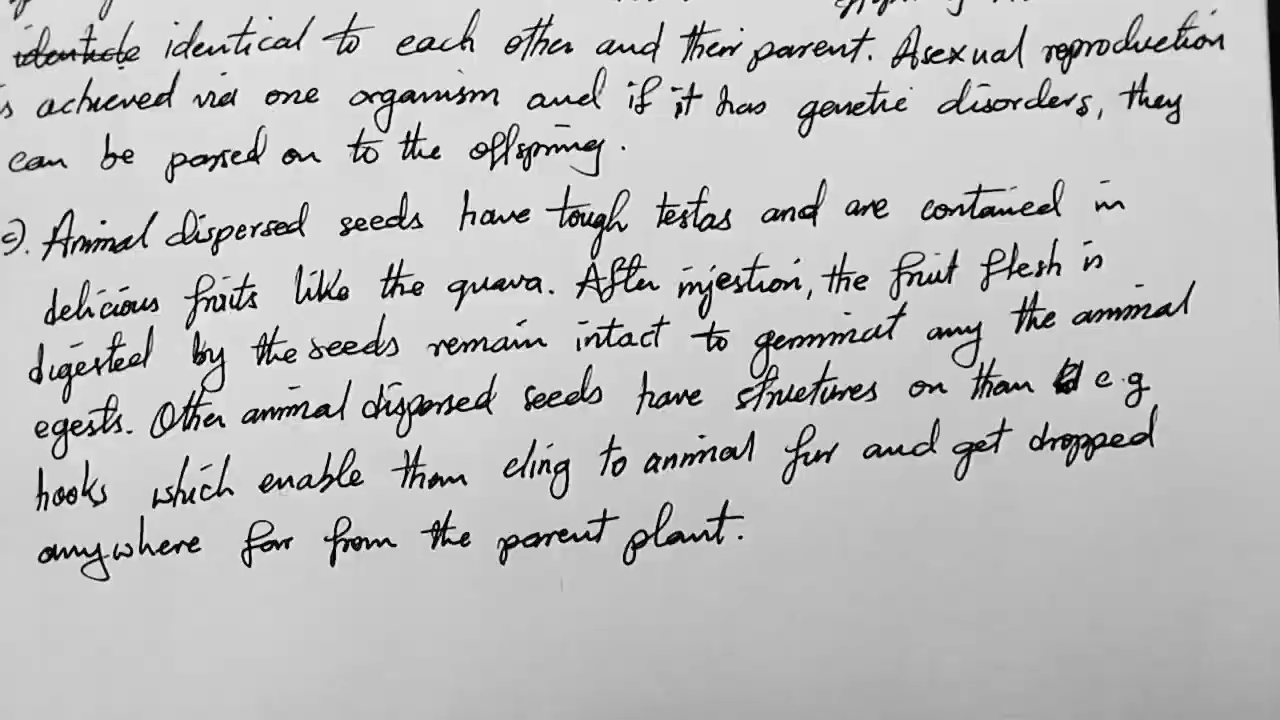 identical to each other and their parent. Asexual reproduction
is achieved via one organism and if it has genetic disorders, they
can be passed on to the offspring.
c). Animal dispersed seeds have tough testas and are contained in
delicious fruits like the guava. After injestion, the fruit flesh is
digested by the seeds remain intact to germinat any the animal
egests. Other animal dispersed seeds have structures on them e.g
hooks which enable them cling to animal fur and get dropped
anywhere far from the parent plant.